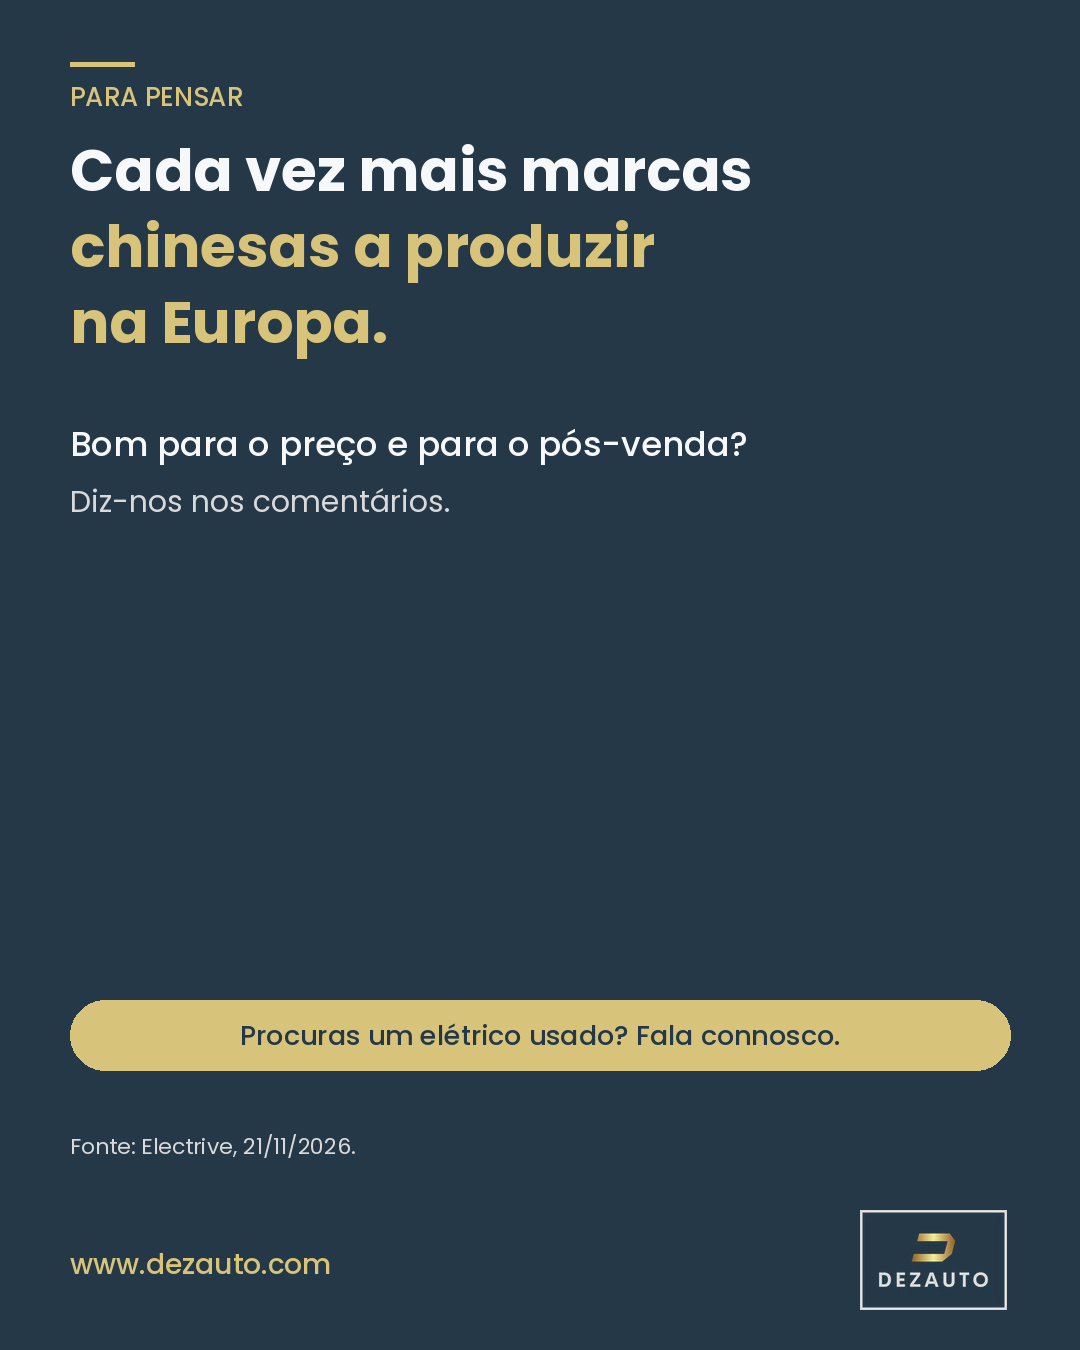 PARA PENSAR
Cada vez mais marcas
chinesas a produzir
na Europa.
Bom para o preço e para o pós-venda?
Diz-nos nos comentários.
Procuras um elétrico usado? Fala connosco.
Fonte: Electrive, 21/11/2026.
www.dezauto.com
DEZAUTO